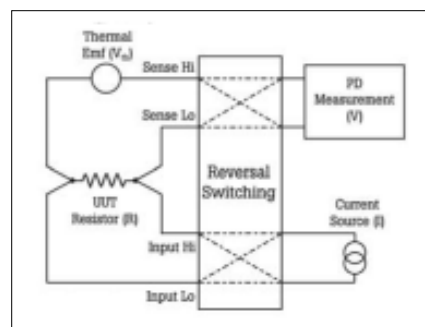 Thermal
Emf (Vth)
Sense Hi
PD
Measurement
(V)
Sense Lo
Reversal
Switching
UUT
Resistor (R)
Current
Source (I)
Input Hi
Input Lo